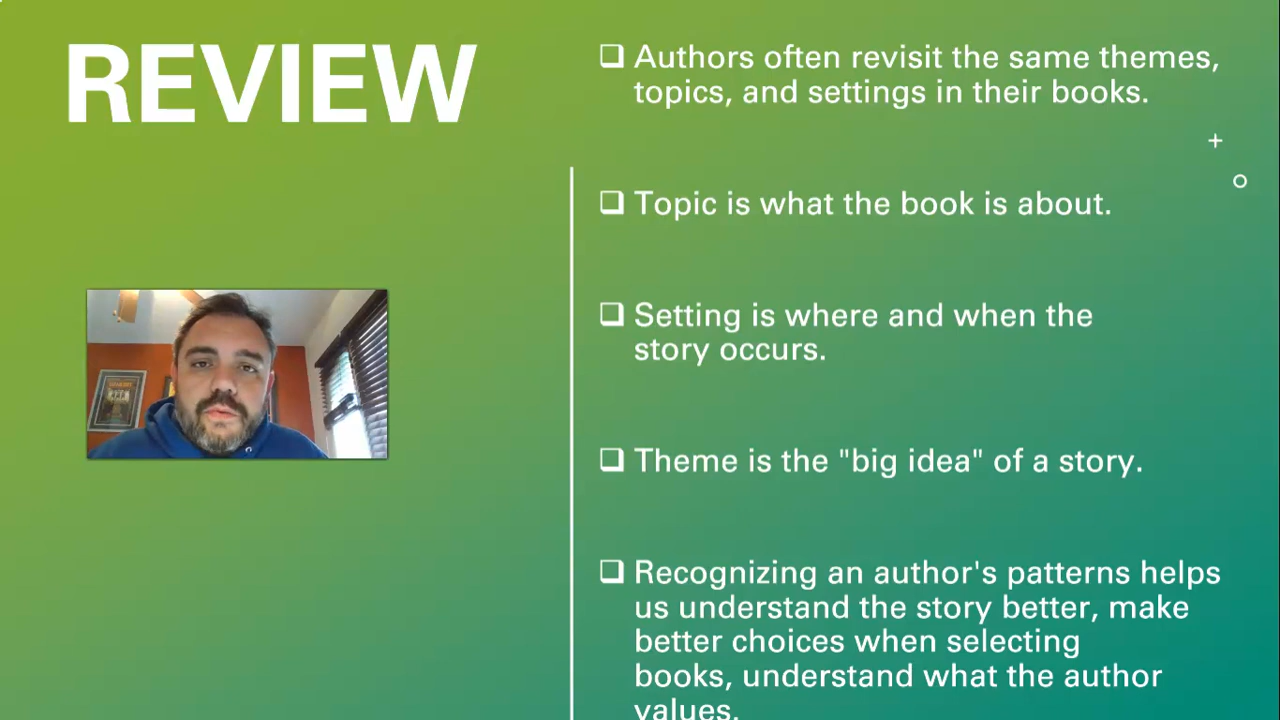 REVIEW
❑ Authors often revisit the same themes,
topics, and settings in their books.
❑ Topic is what the book is about.
❑ Setting is where and when the
story occurs.
❑ Theme is the "big idea" of a story.
❑ Recognizing an author's patterns helps
us understand the story better, make
better choices when selecting
books, understand what the author
values.